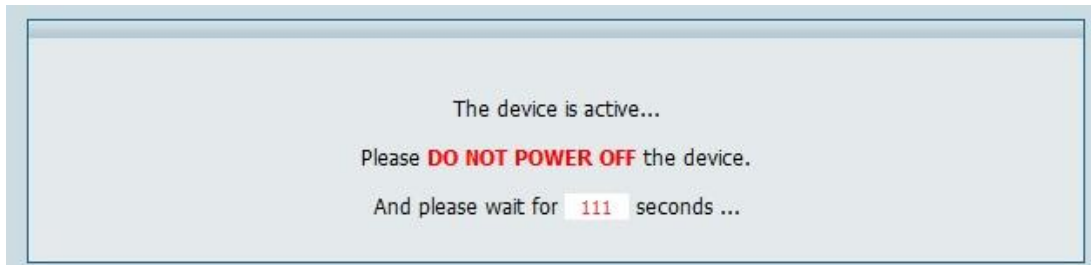 The device is active...
Please DO NOT POWER OFF the device.
And please wait for 111 seconds ...